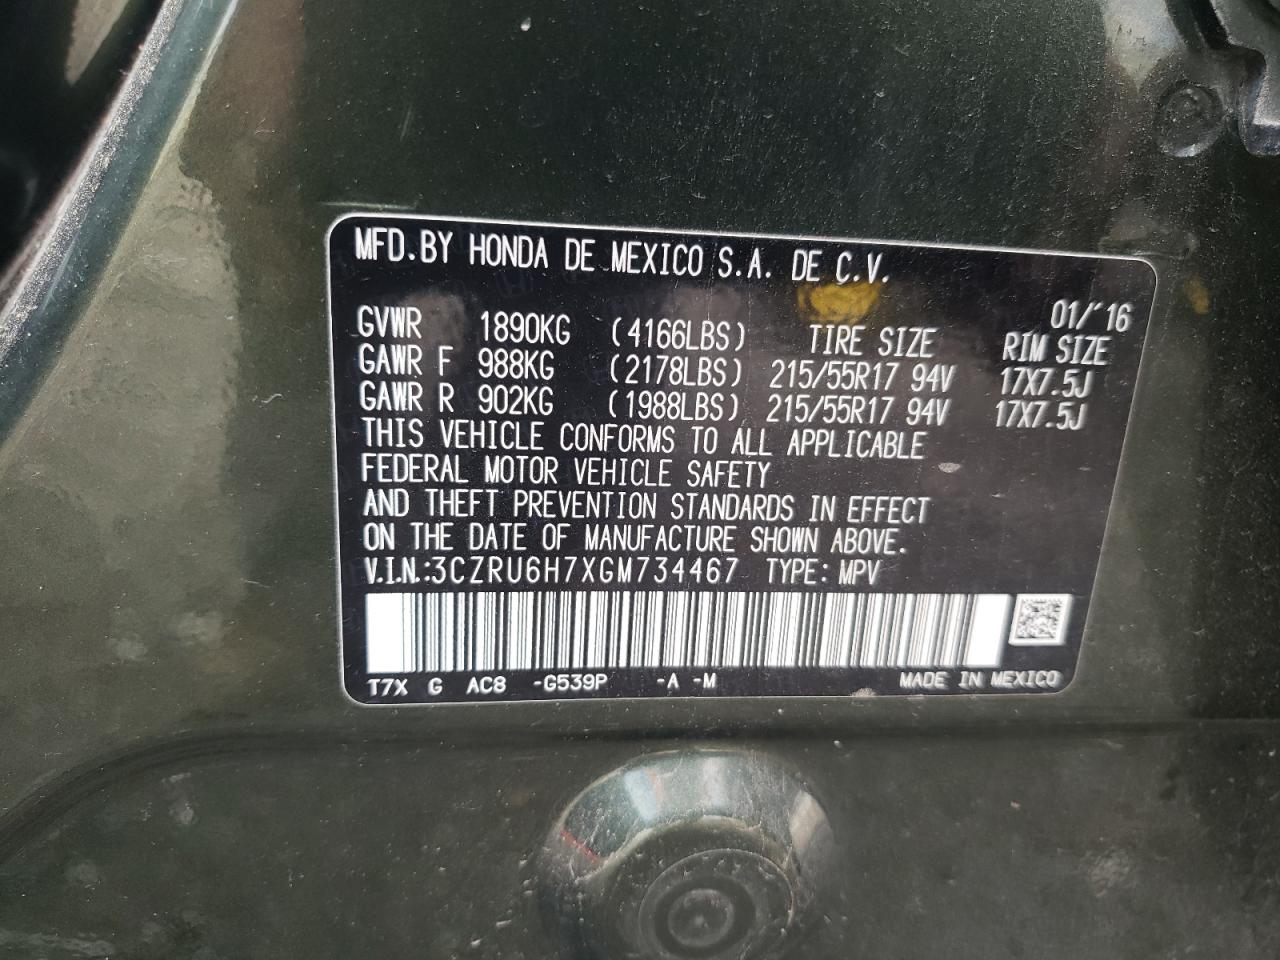 MFD.BY HONDA DE MEXICO S.A. DE C.V.
01/'16
GVWR 1890KG (4166LBS) TIRE SIZE RIM SIZE
GAWR F 988KG (2178LBS) 215/55R17 94V 17X7.5J
GAWR R 902KG (1988LBS) 215/55R17 94V 17X7.5J
THIS VEHICLE CONFORMS TO ALL APPLICABLE
FEDERAL MOTOR VEHICLE SAFETY
AND THEFT PREVENTION STANDARDS IN EFFECT
ON THE DATE OF MANUFACTURE SHOWN ABOVE.
V.I.N.:3CZRU6H7XGM734467 TYPE: MPV
T7X G AC8 -G539P -A -M MADE IN MEXICO